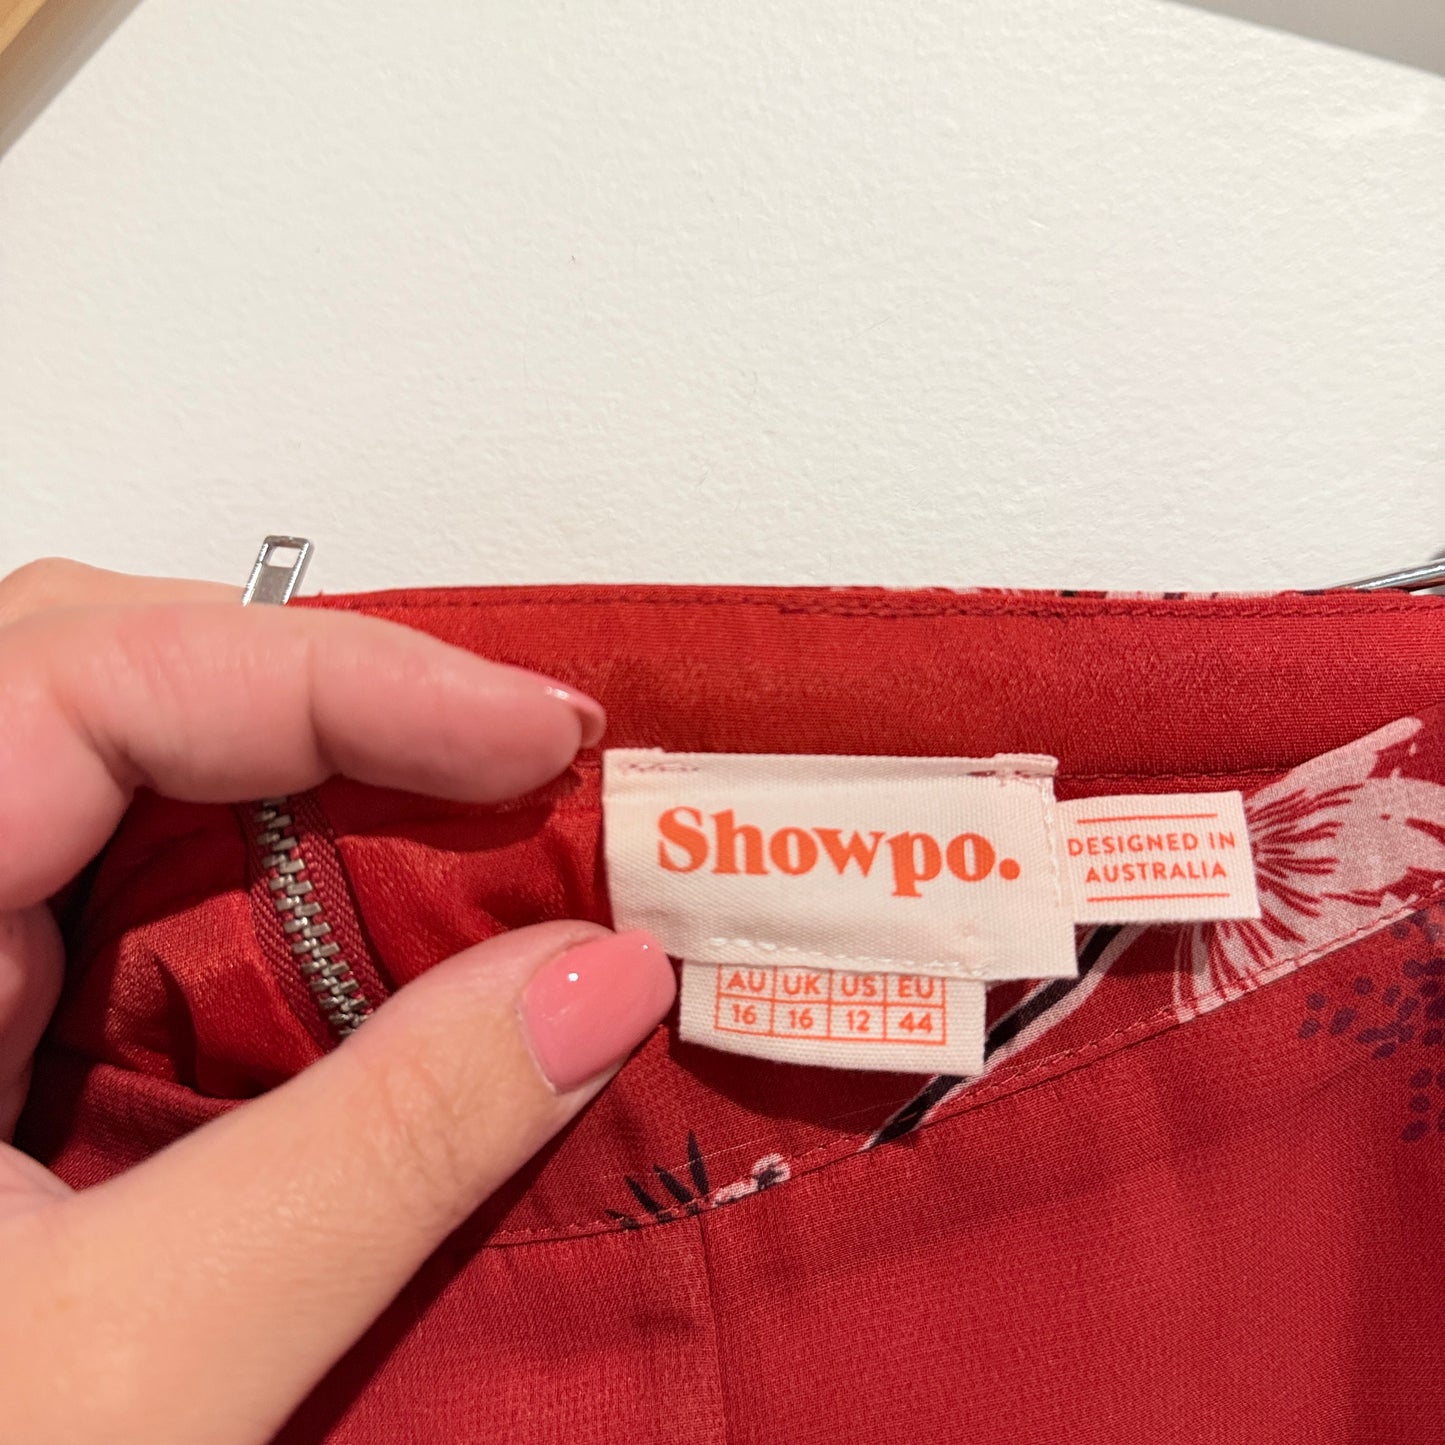 Showpo.
DESIGNED IN
AUSTRALIA
AU UK US EU
16 16 12 44